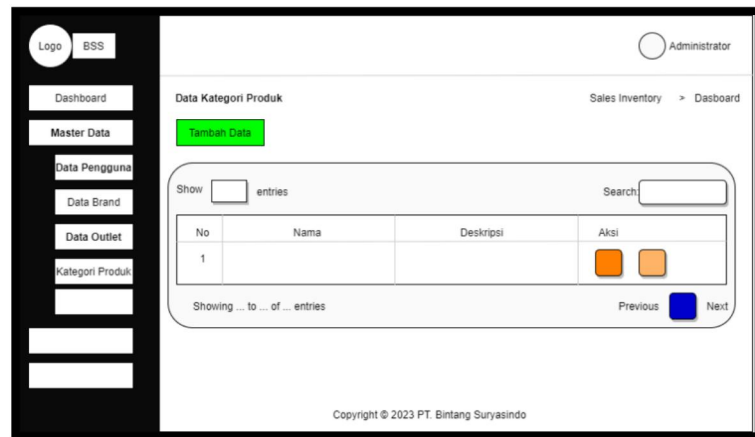 Logo BSS
Administrator
Dashboard
Data Kategori Produk
Sales Inventory > Dasboard
Master Data
Tambah Data
Data Pengguna
Data Brand
Data Outlet
Kategori Produk
Show entries
Search:
No Nama Deskripsi Aksi
1
Showing ... to ... of ... entries
Previous Next
Copyright © 2023 PT. Bintang Suryasindo